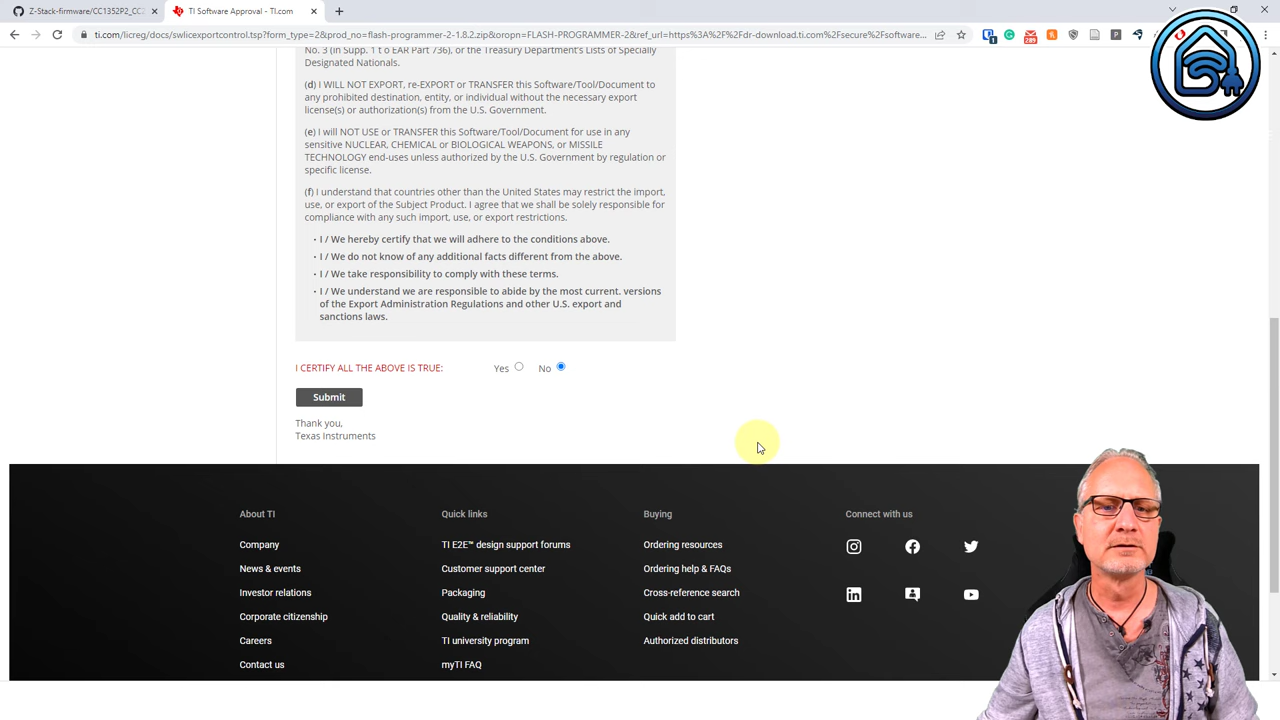 Z-Stack-firmware/CC1352P2_CC2
TI Software Approval - TI.com
ti.com/licreg/docs/swlicexportcontrol.tsp?form_type=2&prod_no=flash-programmer-2-1.8.2.zip&oropn=FLASH-PROGRAMMER-2&ref_url=https%3A%2F%2Fdr-download.ti.com%2Fsecure%2Fsoftware...
No. 3 (in Supp. 1 t o EAR Part 736), or the Treasury Department's Lists of Specially
Designated Nationals.
(d) I WILL NOT EXPORT, re-EXPORT or TRANSFER this Software/Tool/Document to
any prohibited destination, entity, or individual without the necessary export
license(s) or authorization(s) from the U.S. Government.
(e) I will NOT USE or TRANSFER this Software/Tool/Document for use in any
sensitive NUCLEAR, CHEMICAL or BIOLOGICAL WEAPONS, or MISSILE
TECHNOLOGY end-uses unless authorized by the U.S. Government by regulation or
specific license.
(f) I understand that countries other than the United States may restrict the import,
use, or export of the Subject Product. I agree that we shall be solely responsible for
compliance with any such import, use, or export restrictions.
• I / We hereby certify that we will adhere to the conditions above.
• I / We do not know of any additional facts different from the above.
• I / We take responsibility to comply with these terms.
• I / We understand we are responsible to abide by the most current. versions
of the Export Administration Regulations and other U.S. export and
sanctions laws.
I CERTIFY ALL THE ABOVE IS TRUE: Yes No
Submit
Thank you,
Texas Instruments
About TI Quick links Buying Connect with us
Company TI E2E™ design support forums Ordering resources
News & events Customer support center Ordering help & FAQs
Investor relations Packaging Cross-reference search
Corporate citizenship Quality & reliability Quick add to cart
Careers TI university program Authorized distributors
Contact us myTI FAQ